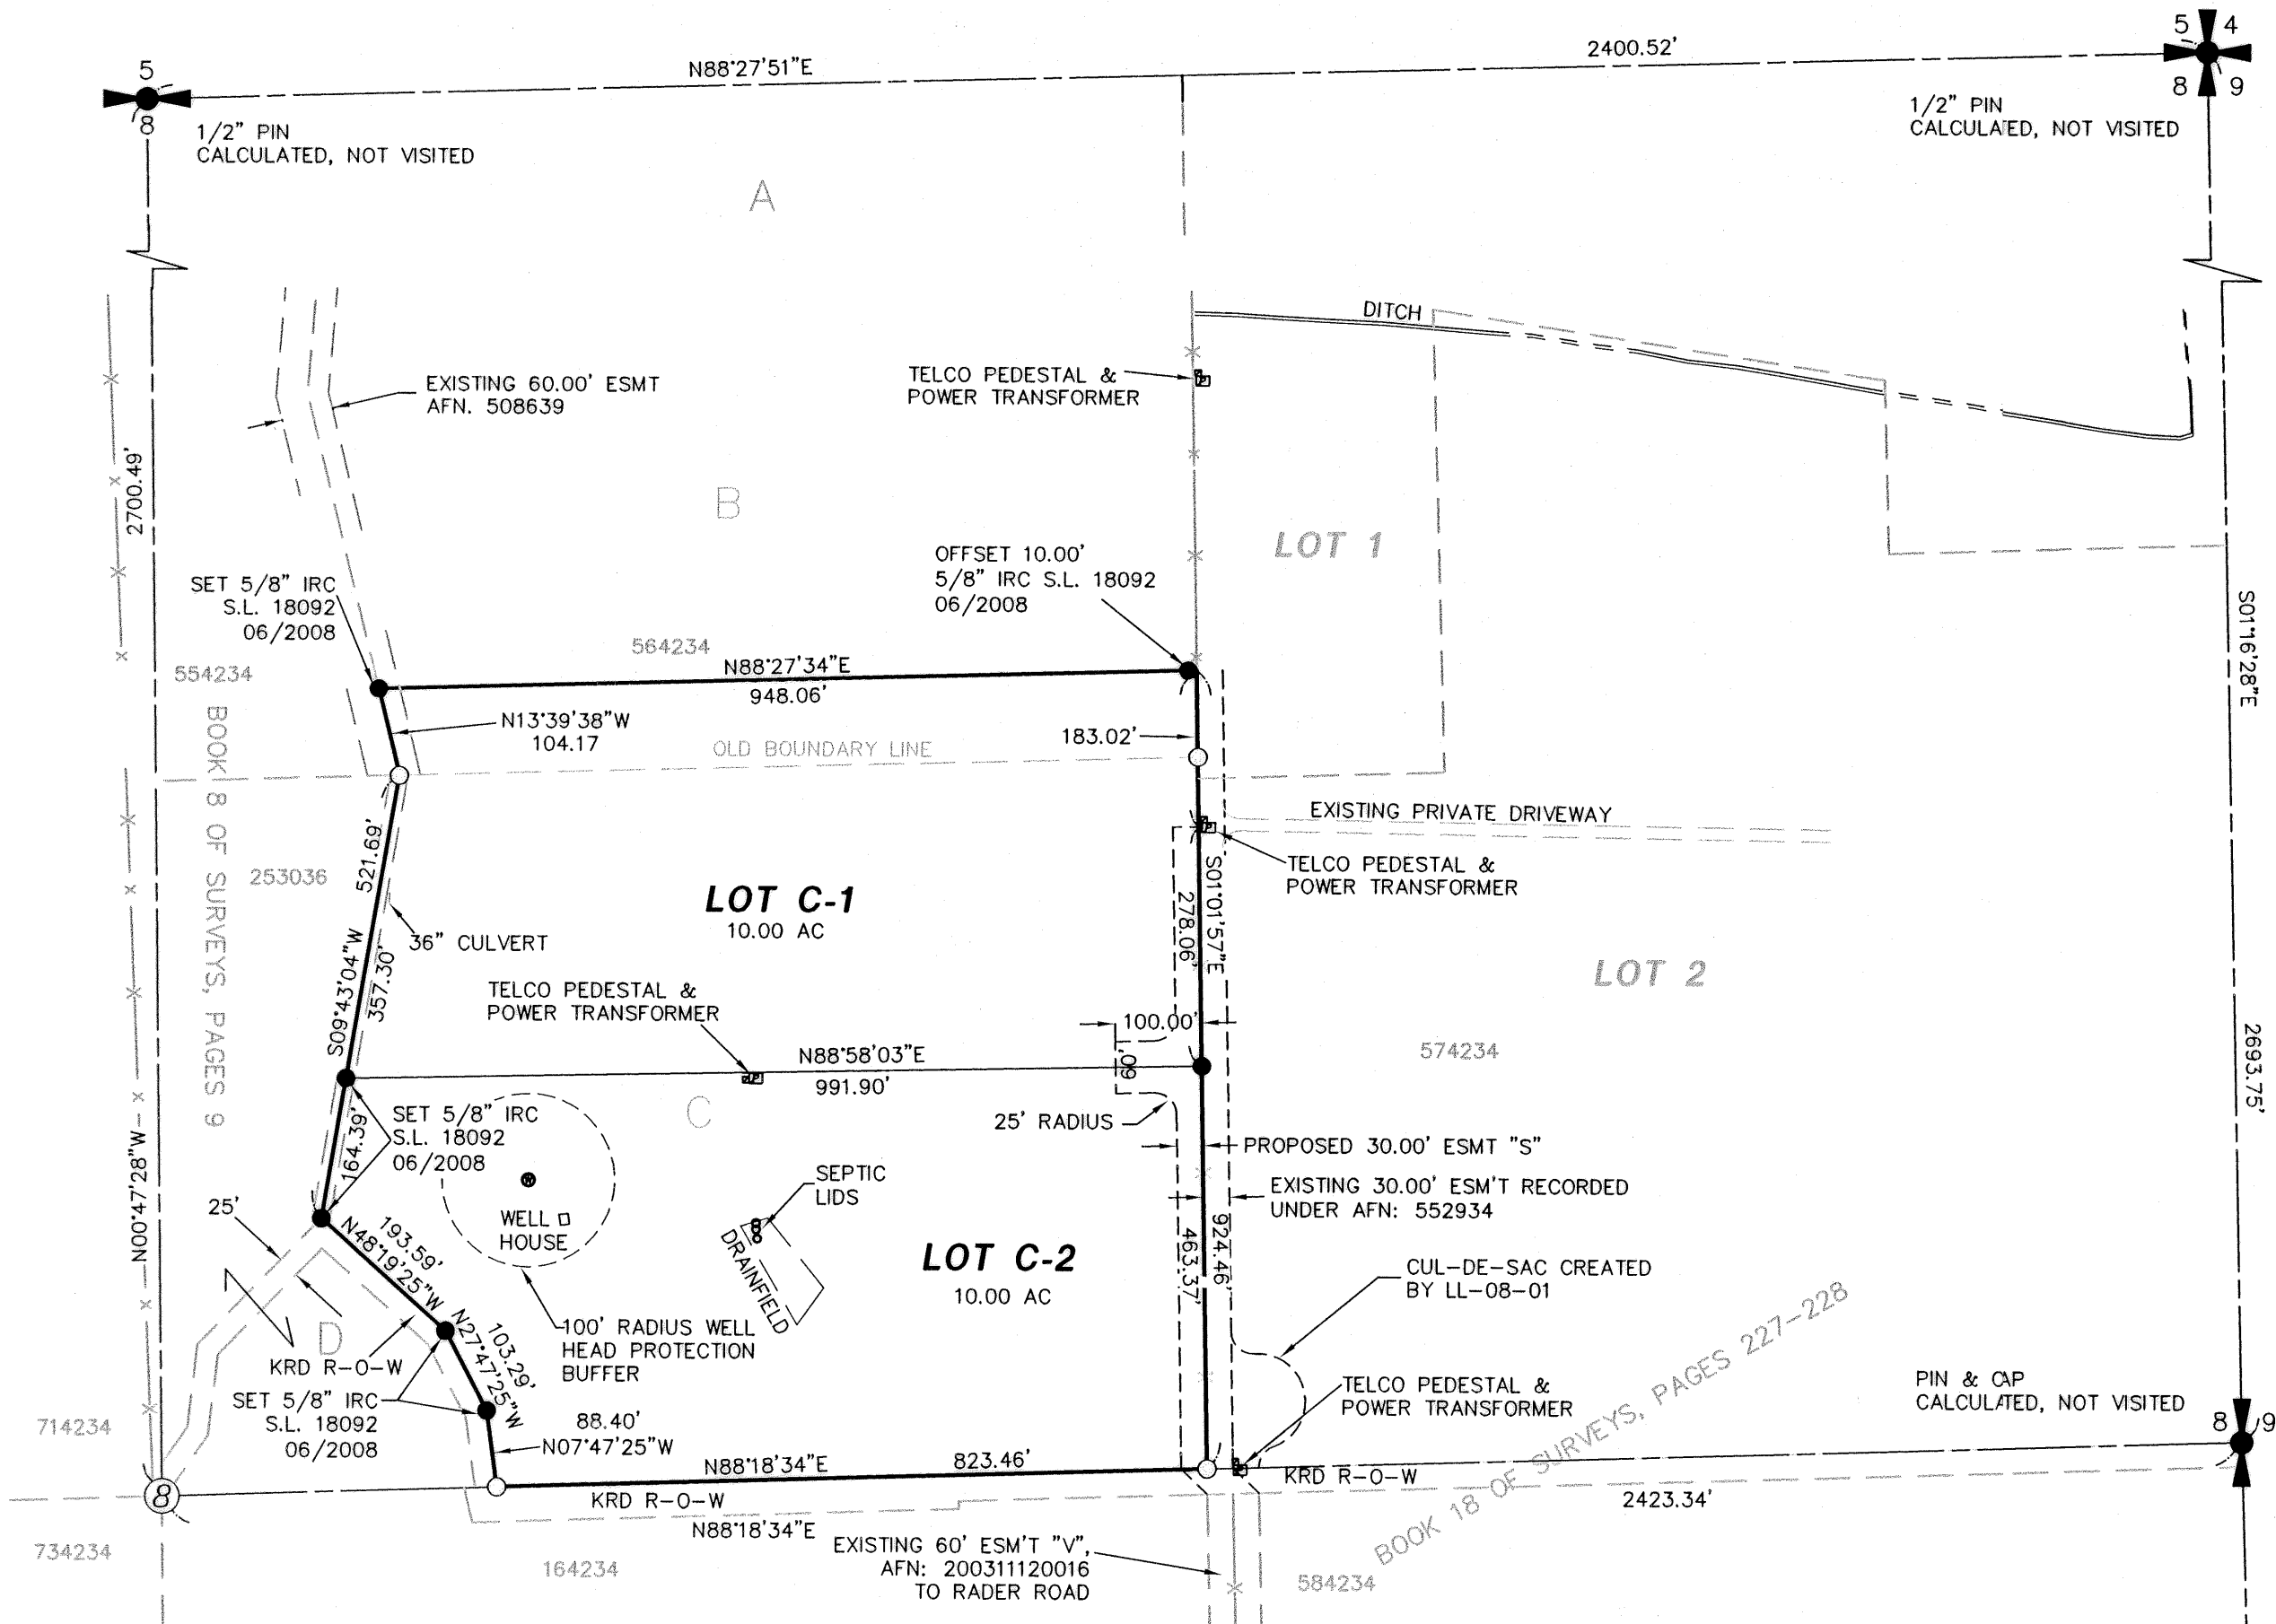 5
8
1/2" PIN
CALCULATED, NOT VISITED
N88°27'51"E
2400.52'
5 4
8 9
1/2" PIN
CALCULATED, NOT VISITED
A
DITCH
EXISTING 60.00' ESMT
AFN. 508639
TELCO PEDESTAL &
POWER TRANSFORMER
2700.49'
B
LOT 1
OFFSET 10.00'
5/8" IRC S.L. 18092
06/2008
SET 5/8" IRC
S.L. 18092
06/2008
S01°16'28"E
564234
554234
N88°27'34"E
948.06'
N13°39'38"W
104.17
183.02'
OLD BOUNDARY LINE
BOOK 8 OF SURVEYS, PAGES 9
EXISTING PRIVATE DRIVEWAY
521.69'
253036
TELCO PEDESTAL &
POWER TRANSFORMER
LOT C-1
10.00 AC
S01°01'57"E
278.06'
36" CULVERT
S09°43'04"W
357.30'
LOT 2
TELCO PEDESTAL &
POWER TRANSFORMER
100.00'
60'
574234
N88°58'03"E
991.90'
2693.75'
C
SET 5/8" IRC
S.L. 18092
06/2008
25' RADIUS
164.39'
PROPOSED 30.00' ESMT "S"
SEPTIC
LIDS
EXISTING 30.00' ESM'T RECORDED
UNDER AFN: 552934
25'
N00°47'28"W
WELL
HOUSE
193.59'
N48°19'25"W
DRAINFIELD
LOT C-2
10.00 AC
463.37'
924.46'
CUL-DE-SAC CREATED
BY LL-08-01
D
100' RADIUS WELL
HEAD PROTECTION
BUFFER
103.29'
N27°47'25"W
KRD R-O-W
BOOK 18 OF SURVEYS, PAGES 227-228
SET 5/8" IRC
S.L. 18092
06/2008
TELCO PEDESTAL &
POWER TRANSFORMER
PIN & CAP
CALCULATED, NOT VISITED
714234
88.40'
N07°47'25"W
8 9
N88°18'34"E
823.46'
KRD R-O-W
8
KRD R-O-W
2423.34'
N88°18'34"E
734234
164234
EXISTING 60' ESM'T "V",
AFN: 200311120016
TO RADER ROAD
584234